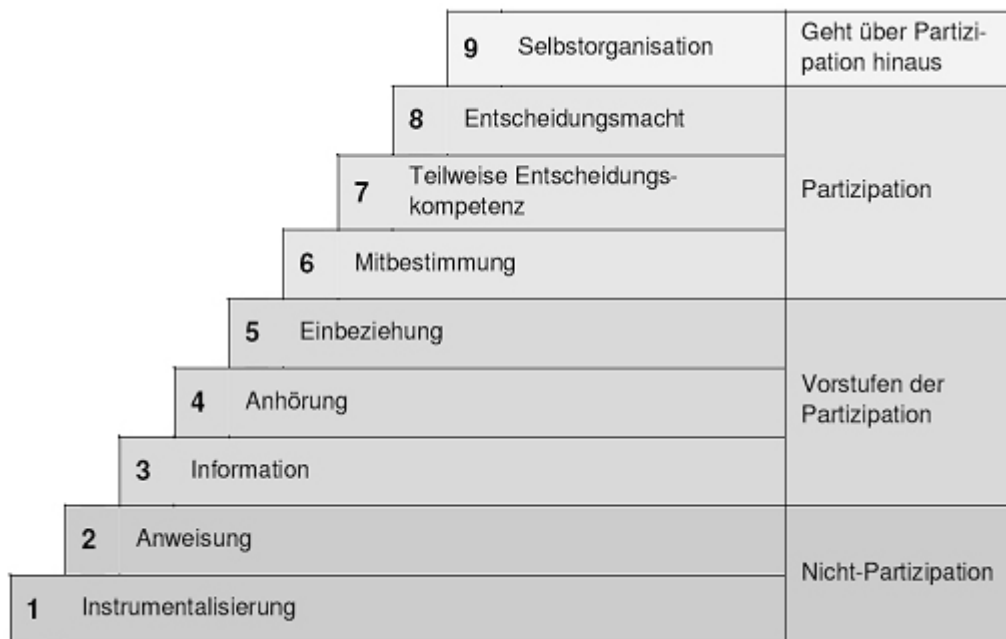 9 Selbstorganisation
Geht über Partizi-
pation hinaus
8 Entscheidungsmacht
7 Teilweise Entscheidungs-
kompetenz
Partizipation
6 Mitbestimmung
5 Einbeziehung
4 Anhörung
Vorstufen der
Partizipation
3 Information
2 Anweisung
Nicht-Partizipation
1 Instrumentalisierung